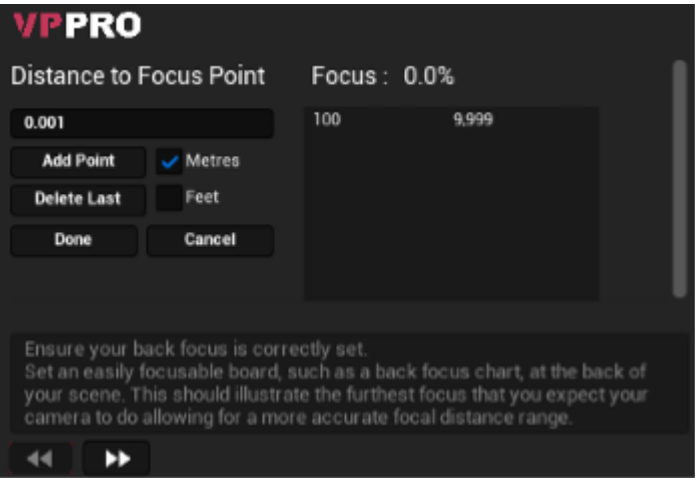 VPPRO
Distance to Focus Point
Focus : 0.0%
0.001
100 9,999
Add Point
Metres
Delete Last
Feet
Done
Cancel
Ensure your back focus is correctly set.
Set an easily focusable board, such as a back focus chart, at the back of
your scene. This should illustrate the furthest focus that you expect your
camera to do allowing for a more accurate focal distance range.